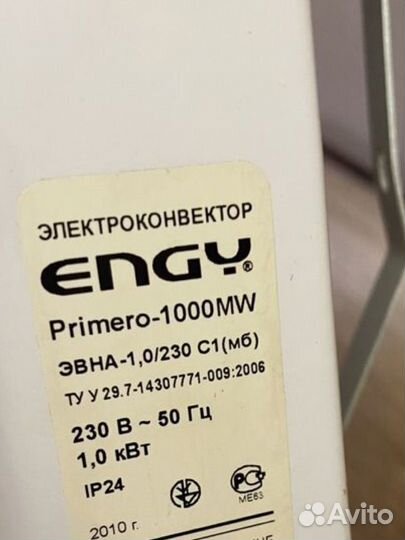 ЭЛЕКТРОКОНВЕКТОР
ENGY®
Primero-1000MW
ЭВНА-1,0/230 С1(мб)
ТУ У 29.7-14307771-009:2006
230 В ~ 50 Гц
1,0 кВт
IP24
РС
МЕ63
2010 г.
Avito